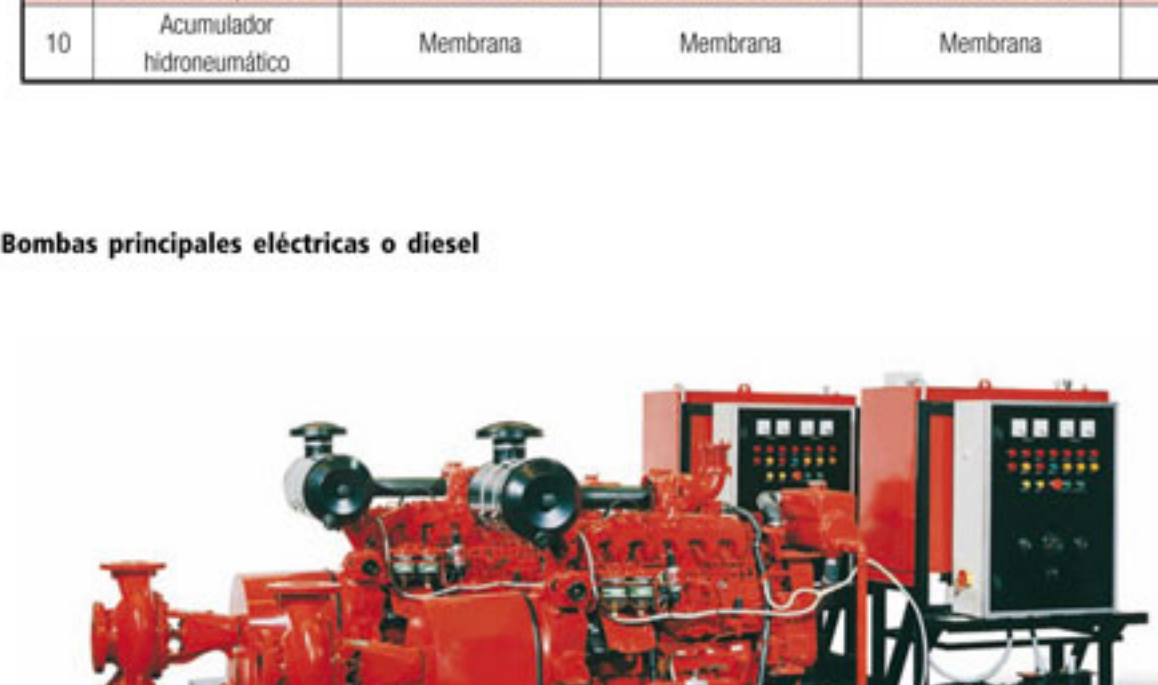 10 Acumulador hidroneumático Membrana Membrana Membrana
Bombas principales eléctricas o diesel